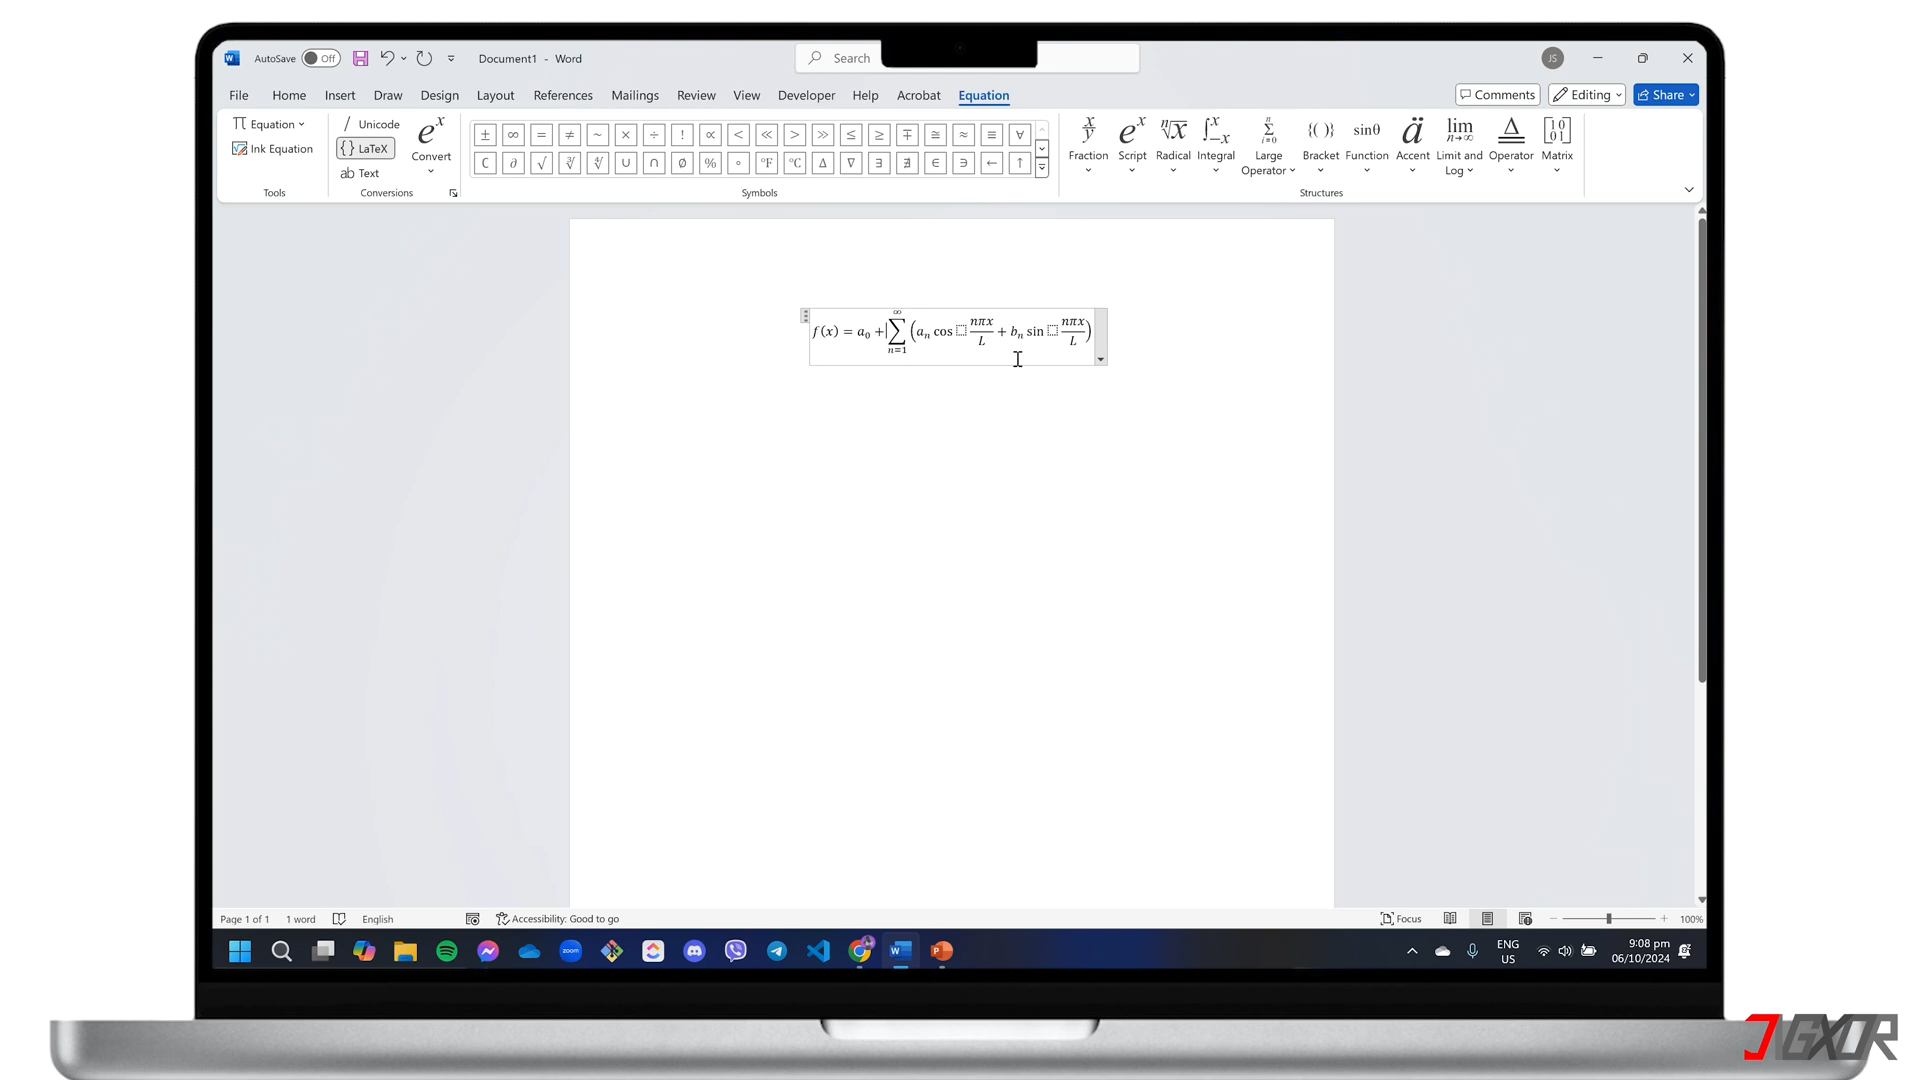 AutoSave Off Document1 - Word Search JS
File Home Insert Draw Design Layout References Mailings Review View Developer Help Acrobat Equation Comments Editing Share
Equation
Ink Equation
Tools
Unicode
LaTeX
ab Text
e^x
Convert
Conversions
± ∞ = ≠ ~ × ÷ ! ∝ < ≪ > ≫ ≤ ≥ ∓ ≅ ≈ ≡ ∀
∁ ∂ √ ∛ ∜ ∪ ∩ ∅ % ° °F °C ∆ ∇ ∃ ∄ ∈ ∋ ← ↑
Symbols
Fraction Script Radical Integral Large Operator Bracket Function Accent Limit and Log Operator Matrix
Structures
f(x) = a₀ + ∑_{n=1}^{∞} (aₙ cos nπx/L + bₙ sin nπx/L)
Page 1 of 1 1 word English Accessibility: Good to go Focus 100%
zoom
ENG
US
9:08 pm
06/10/2024
JGXOR